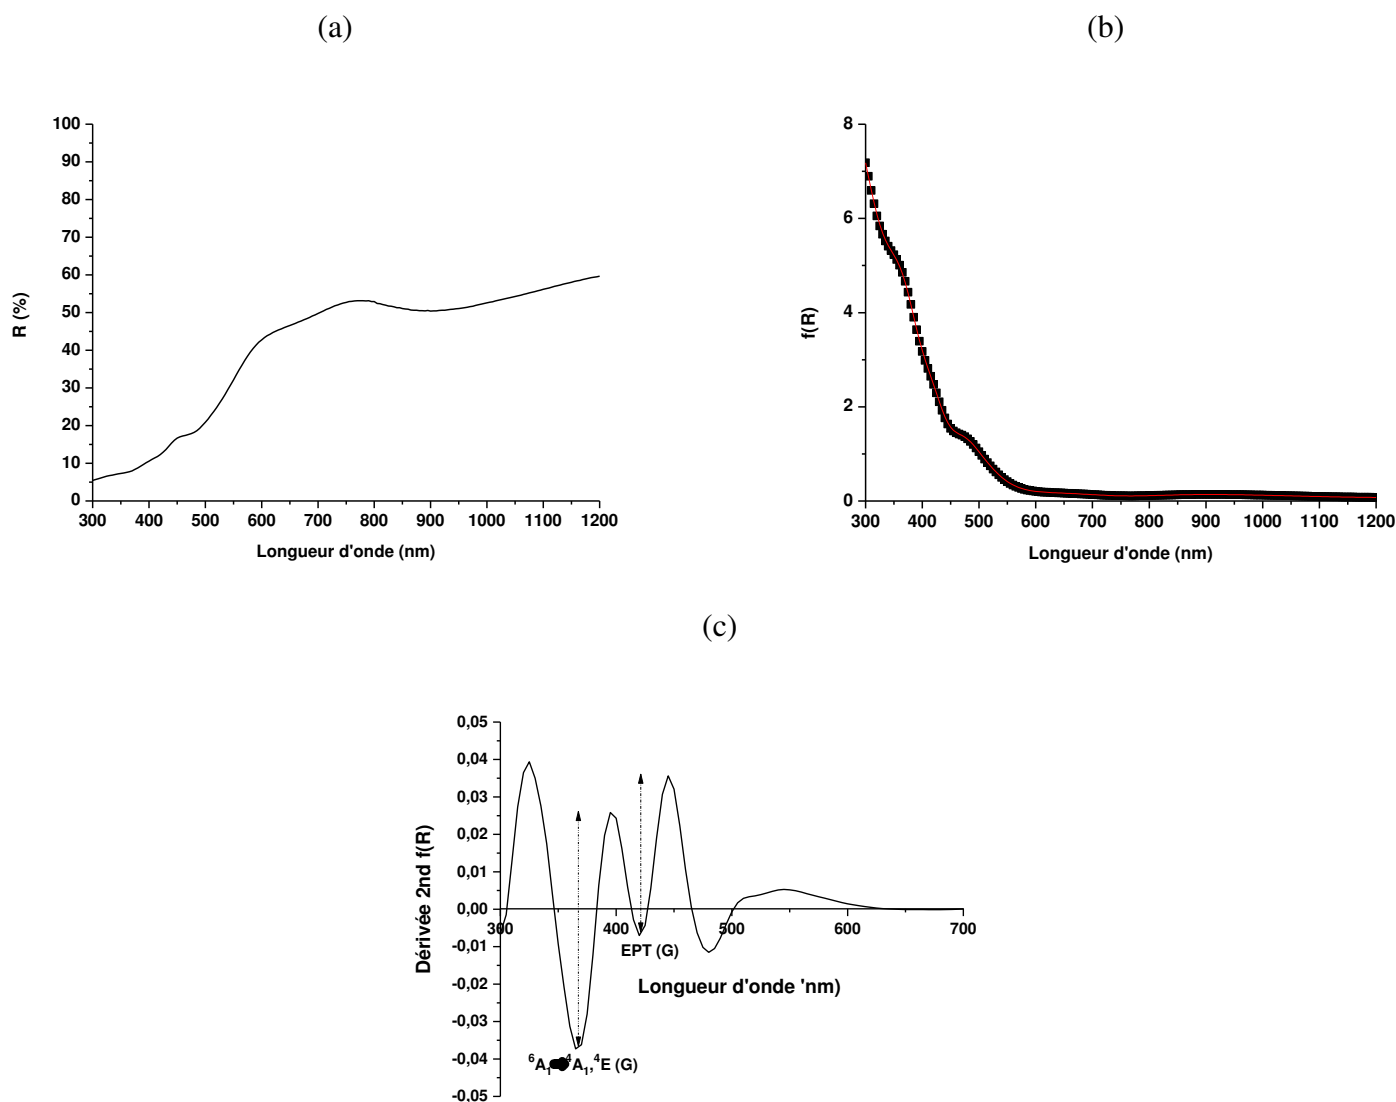 (a)
(b)
100
90
80
70
60
50
40
30
20
10
0
R (%)
300 400 500 600 700 800 900 1000 1100 1200
Longueur d'onde (nm)
8
6
4
2
0
f(R)
300 400 500 600 700 800 900 1000 1100 1200
Longueur d'onde (nm)
(c)
0,05
0,04
0,03
0,02
0,01
0,00
-0,01
-0,02
-0,03
-0,04
-0.05
Dérivée 2nd f(R)
300 400 500 600 700
EPT (G)
Longueur d'onde 'nm)
⁶A₁ ⁴A₁,⁴E (G)